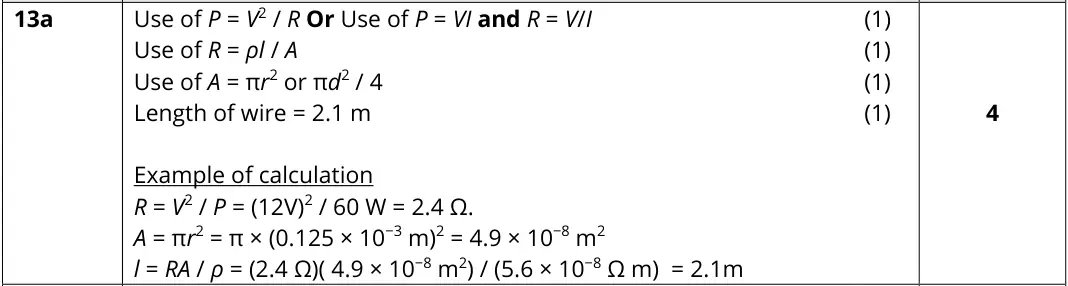 13a
Use of P = V² / R Or Use of P = VI and R = V/I (1)
Use of R = ρl / A (1)
Use of A = πr² or πd² / 4 (1)
Length of wire = 2.1 m (1) 4
Example of calculation
R = V² / P = (12V)² / 60 W = 2.4 Ω.
A = πr² = π × (0.125 × 10⁻³ m)² = 4.9 × 10⁻⁸ m²
l = RA / ρ = (2.4 Ω)( 4.9 × 10⁻⁸ m²) / (5.6 × 10⁻⁸ Ω m) = 2.1m